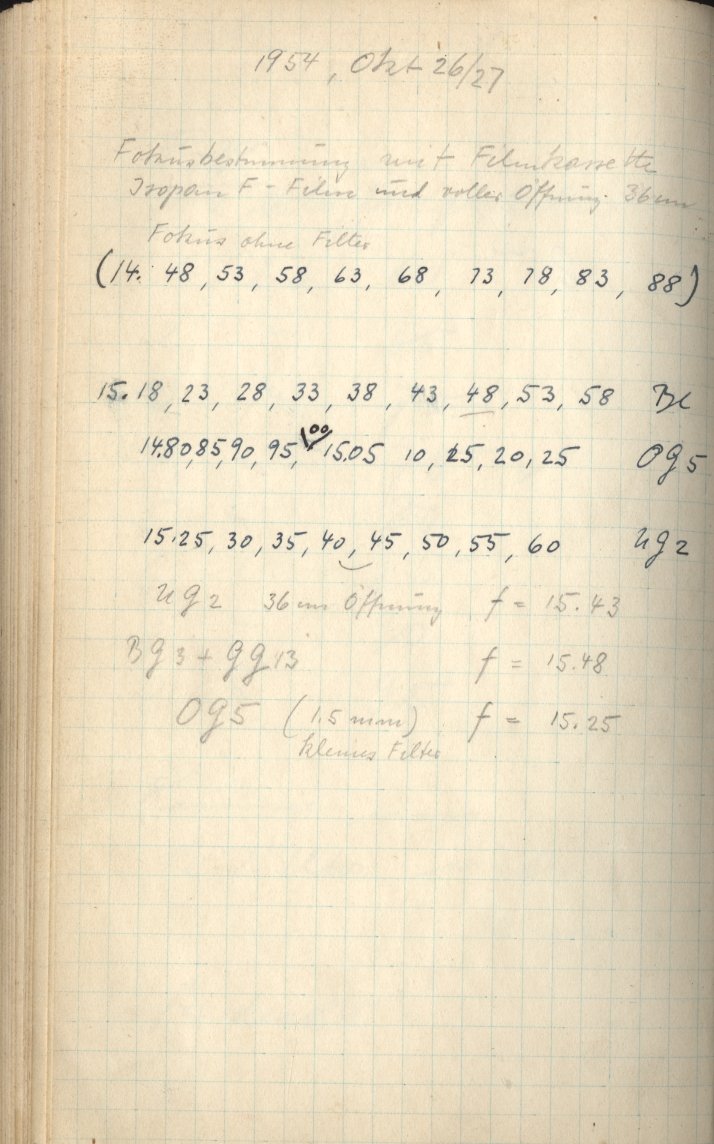 1954, Okt 26/27
Fokusbestimmung mit Filmkassette
Isopan F-Film und voller Öffnung 36cm
Fokus ohne Filter
(14. 48, 53, 58, 63, 68, 73, 78, 83, 88)
15.18, 23, 28, 33, 38, 43, 48, 53, 58
14.80, 85, 90, 95, 00 15.05 10, 15, 20, 25 OG5
15.25, 30, 35, 40, 45, 50, 55, 60 UG2
UG2 36cm Öffnung f = 15.43
BG3 + GG13 f = 15.48
OG5 (1.5 mm) f = 15.25
kleines Filter